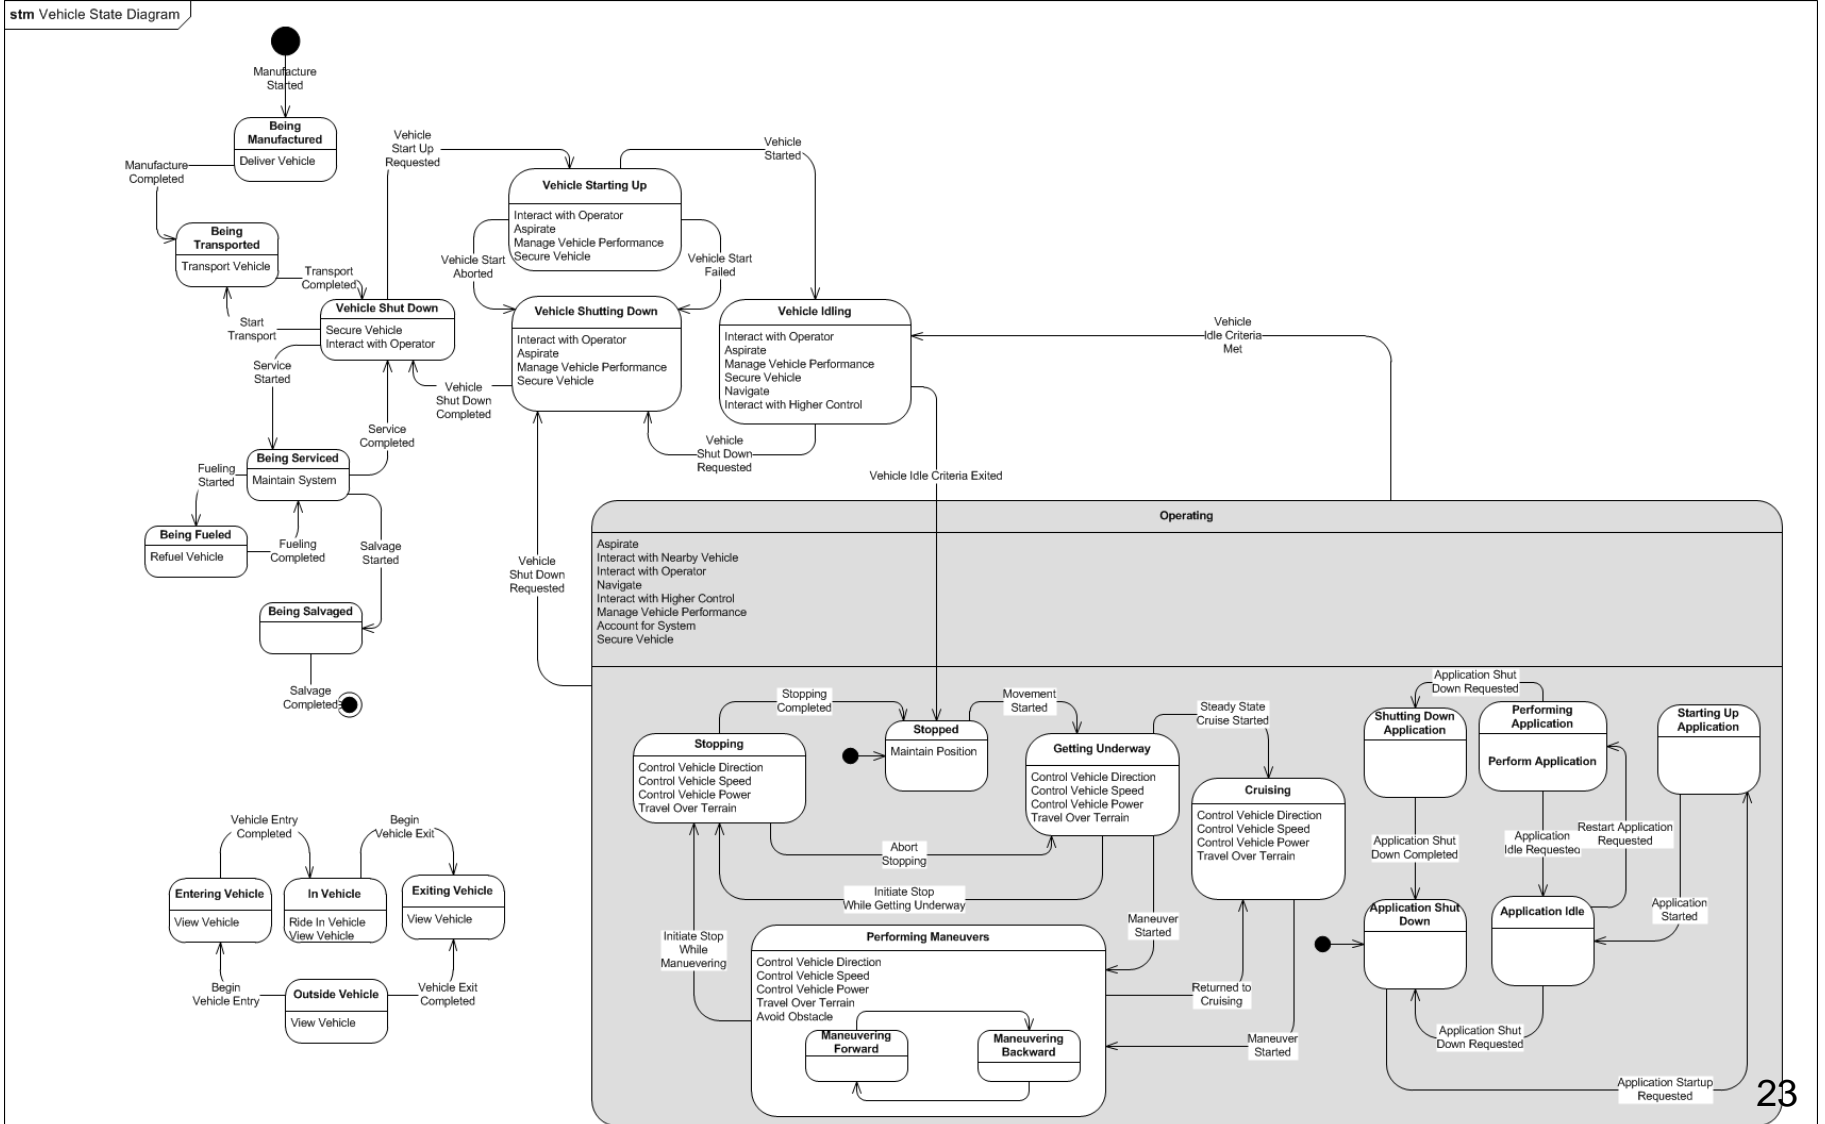 stm Vehicle State Diagram
Manufacture
Started
Being
Manufactured
Deliver Vehicle
Manufacture
Completed
Being
Transported
Transport Vehicle
Transport
Completed
Start
Transport
Vehicle Shut Down
Secure Vehicle
Interact with Operator
Service
Started
Service
Completed
Being Serviced
Maintain System
Fueling
Started
Being Fueled
Refuel Vehicle
Fueling
Completed
Salvage
Started
Being Salvaged
Salvage
Completed
Vehicle
Start Up
Requested
Vehicle Starting Up
Interact with Operator
Aspirate
Manage Vehicle Performance
Secure Vehicle
Vehicle
Started
Vehicle Start
Aborted
Vehicle Start
Failed
Vehicle Shutting Down
Interact with Operator
Aspirate
Manage Vehicle Performance
Secure Vehicle
Vehicle
Shut Down
Completed
Vehicle Idling
Interact with Operator
Aspirate
Manage Vehicle Performance
Secure Vehicle
Navigate
Interact with Higher Control
Vehicle
Shut Down
Requested
Vehicle
Idle Criteria
Met
Vehicle Idle Criteria Exited
Vehicle
Shut Down
Requested
Operating
Aspirate
Interact with Nearby Vehicle
Interact with Operator
Navigate
Interact with Higher Control
Manage Vehicle Performance
Account for System
Secure Vehicle
Stopping
Completed
Movement
Started
Steady State
Cruise Started
Stopping
Control Vehicle Direction
Control Vehicle Speed
Control Vehicle Power
Travel Over Terrain
Stopped
Maintain Position
Getting Underway
Control Vehicle Direction
Control Vehicle Speed
Control Vehicle Power
Travel Over Terrain
Cruising
Control Vehicle Direction
Control Vehicle Speed
Control Vehicle Power
Travel Over Terrain
Abort
Stopping
Initiate Stop
While Getting Underway
Maneuver
Started
Initiate Stop
While
Manuevering
Performing Maneuvers
Control Vehicle Direction
Control Vehicle Speed
Control Vehicle Power
Travel Over Terrain
Avoid Obstacle
Maneuvering
Forward
Maneuvering
Backward
Returned to
Cruising
Maneuver
Started
Application Shut
Down Requested
Shutting Down
Application
Performing
Application
Perform Application
Starting Up
Application
Application Shut
Down Completed
Application
Idle Requested
Restart Application
Requested
Application
Started
Application Shut
Down
Application Idle
Application Shut
Down Requested
Application Startup
Requested
Vehicle Entry
Completed
Begin
Vehicle Exit
Entering Vehicle
View Vehicle
In Vehicle
Ride In Vehicle
View Vehicle
Exiting Vehicle
View Vehicle
Begin
Vehicle Entry
Outside Vehicle
View Vehicle
Vehicle Exit
Completed
23